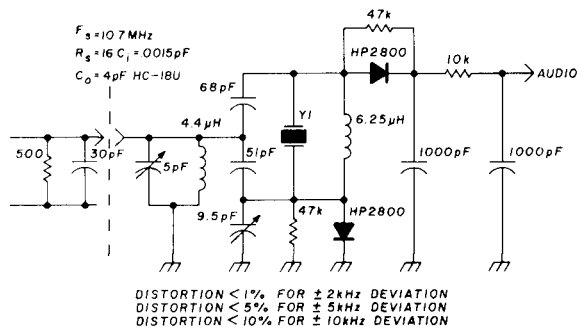 Fs = 10.7 MHz
Rs = 16 Ci = .0015pF
Co = 4pF HC-18U
47k
HP2800
10k
AUDIO
68pF
Y1
6.25µH
4.4µH
500
30pF
5pF
51pF
1000pF
1000pF
9.5pF
47k
HP2800
DISTORTION < 1% FOR ± 2kHz DEVIATION
DISTORTION < 5% FOR ± 5kHz DEVIATION
DISTORTION < 10% FOR ± 10kHz DEVIATION